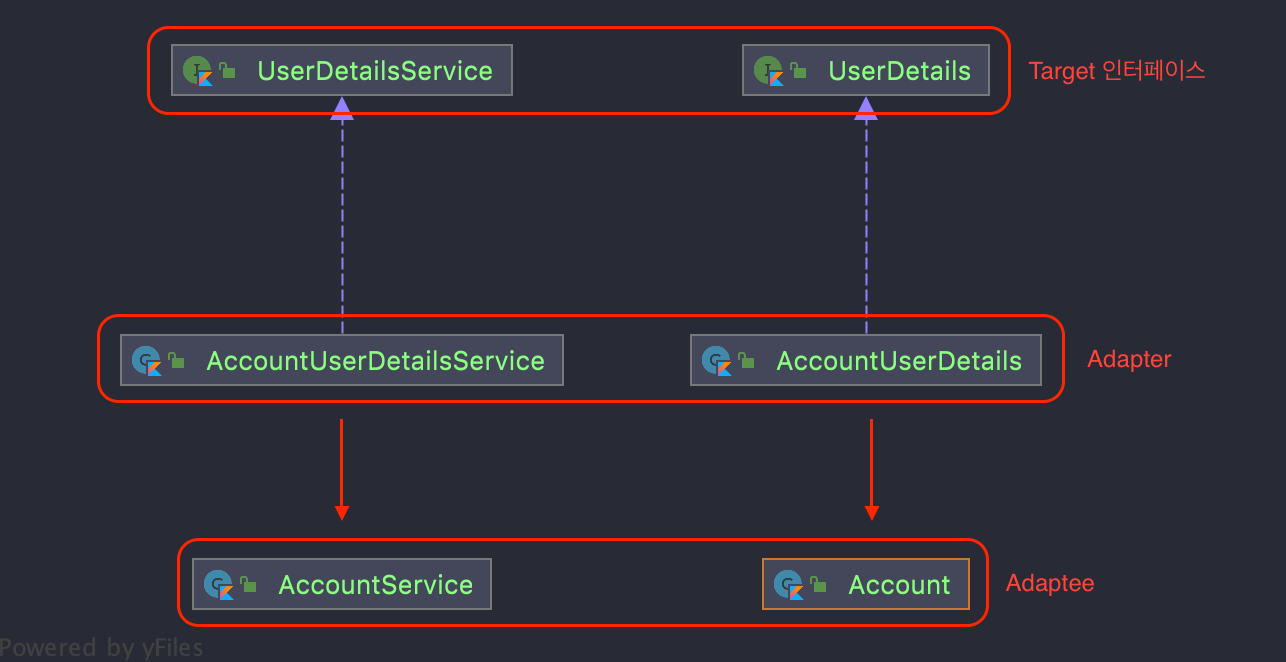 UserDetailsService
UserDetails
Target 인터페이스
AccountUserDetailsService
AccountUserDetails
Adapter
AccountService
Account
Adaptee
Powered by yFiles